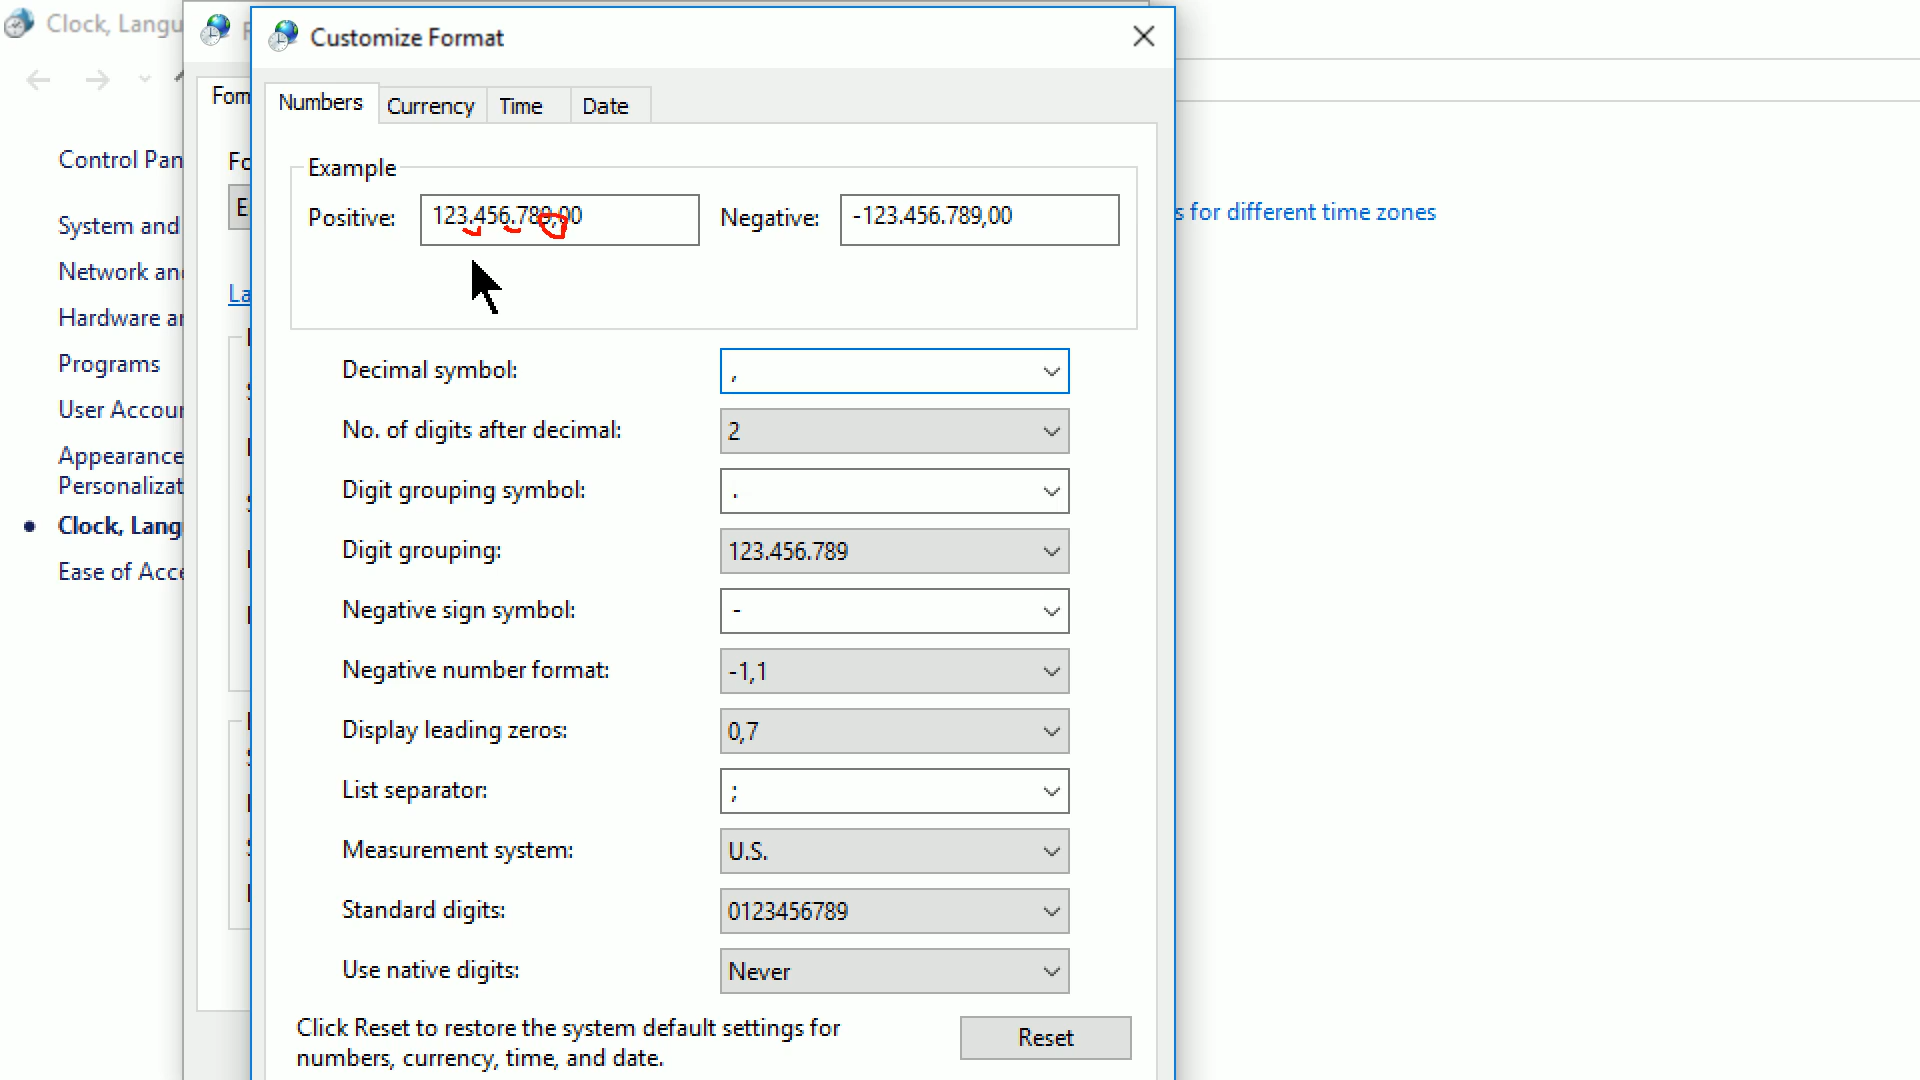 Clock, Langu
Customize Format
Numbers
Currency
Time
Date
Form
Control Pan
System and
Network an
Hardware ar
Programs
User Accour
Appearance
Personalizat
Clock, Lang
Ease of Acce
Fo
E
La
Example
Positive:
123.456.789,00
Negative:
-123.456.789,00
s for different time zones
Decimal symbol:
,
No. of digits after decimal:
2
Digit grouping symbol:
.
Digit grouping:
123.456.789
Negative sign symbol:
-
Negative number format:
-1,1
Display leading zeros:
0,7
List separator:
;
Measurement system:
U.S.
Standard digits:
0123456789
Use native digits:
Never
Click Reset to restore the system default settings for
numbers, currency, time, and date.
Reset